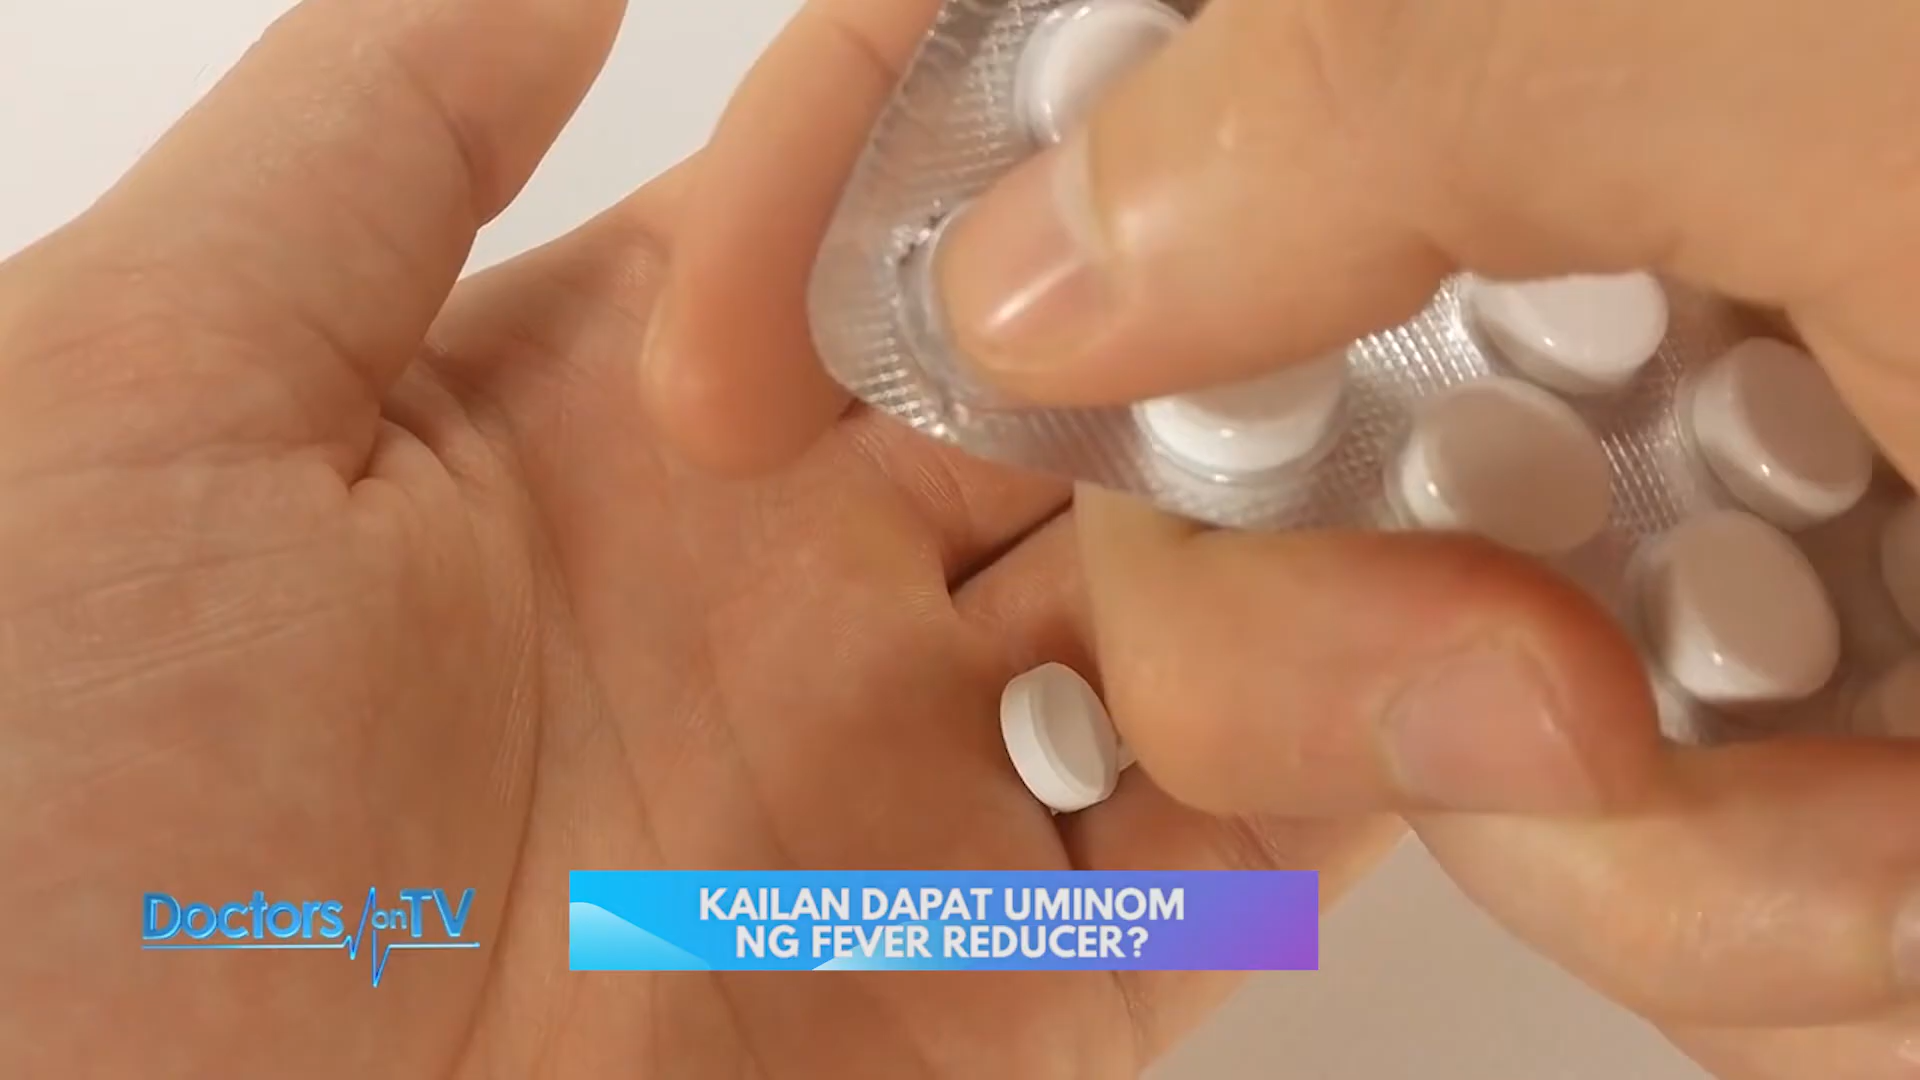 Doctors on TV
KAILAN DAPAT UMINOM
NG FEVER REDUCER?